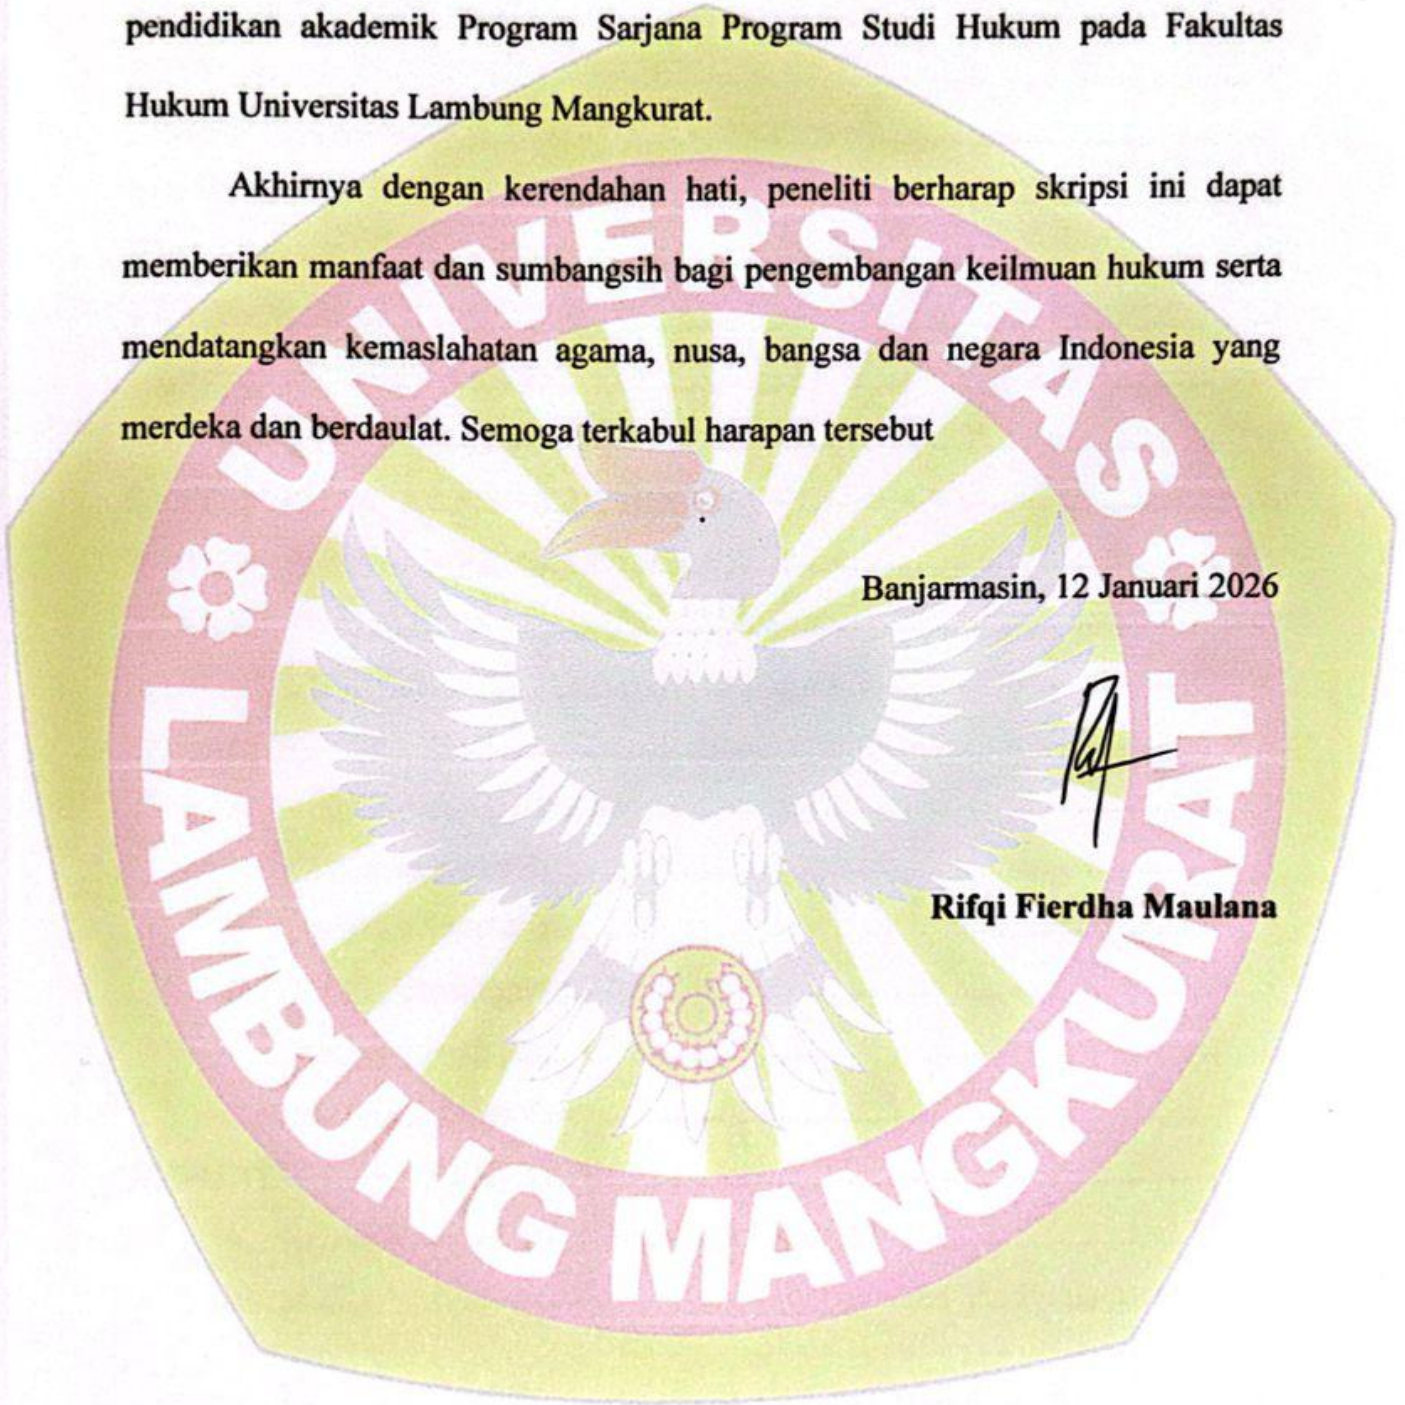 pendidikan akademik Program Sarjana Program Studi Hukum pada Fakultas
Hukum Universitas Lambung Mangkurat.
Akhirnya dengan kerendahan hati, peneliti berharap skripsi ini dapat
memberikan manfaat dan sumbangsih bagi pengembangan keilmuan hukum serta
mendatangkan kemaslahatan agama, nusa, bangsa dan negara Indonesia yang
merdeka dan berdaulat. Semoga terkabul harapan tersebut
Banjarmasin, 12 Januari 2026
Rifqi Fierdha Maulana
UNIVERSITAS
LAMBUNG MANGKURAT